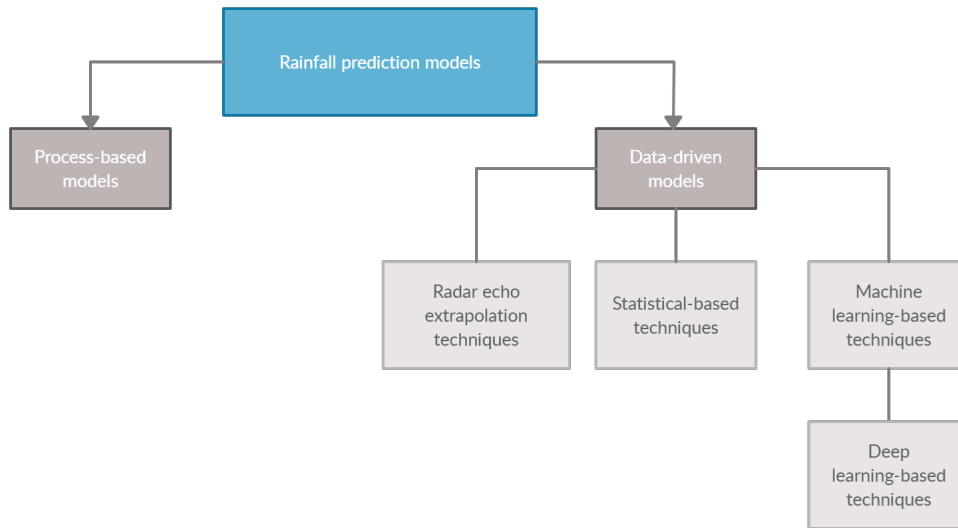 Rainfall prediction models
Process-based
models
Data-driven
models
Radar echo
extrapolation
techniques
Statistical-based
techniques
Machine
learning-based
techniques
Deep
learning-based
techniques